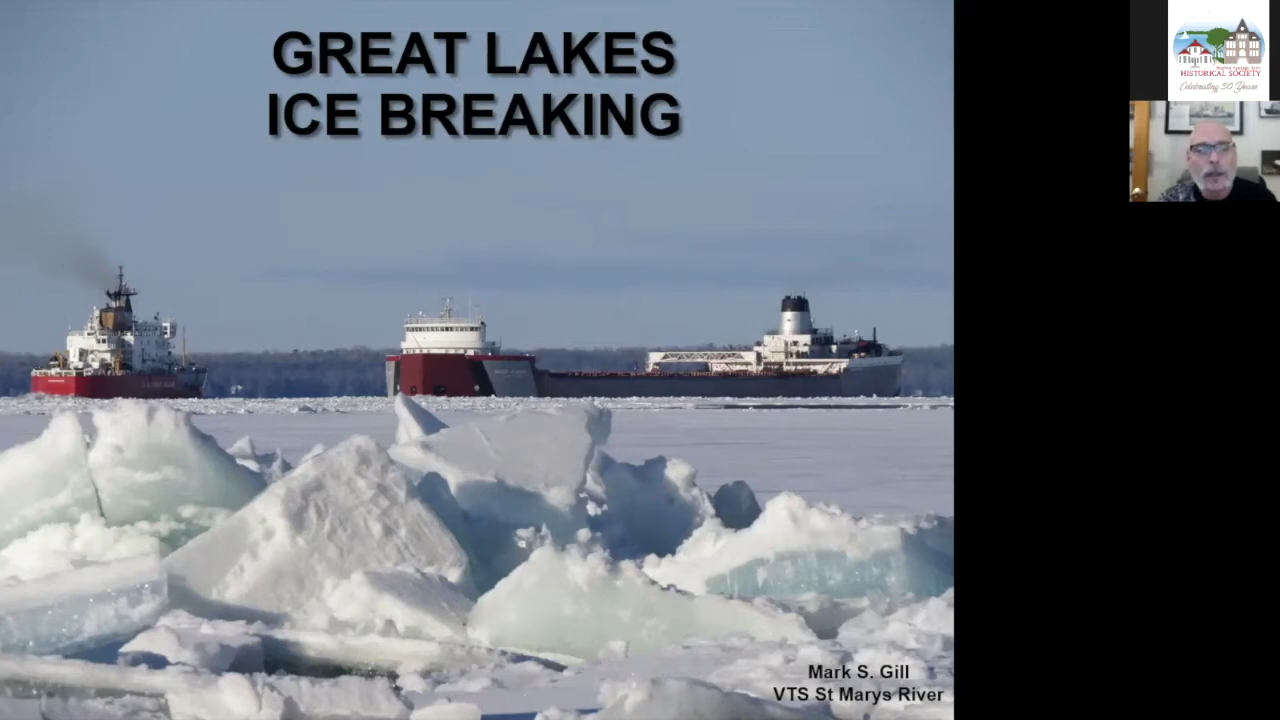 GREAT LAKES
ICE BREAKING
HISTORICAL SOCIETY
Celebrating 50 Years
Mark S. Gill
VTS St Marys River